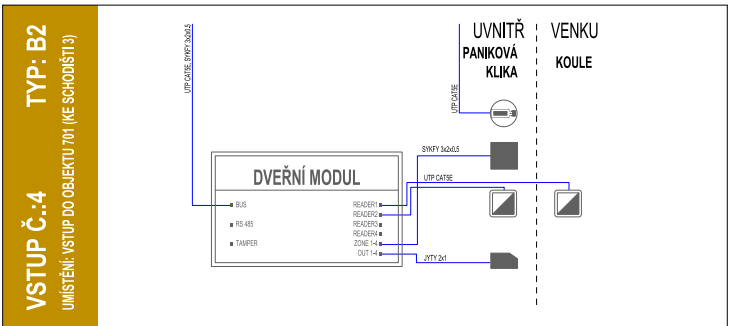 VSTUP Č.:4 TYP: B2
UMÍSTĚNÍ: VSTUP DO OBJEKTU 701 (KE SCHODIŠTI 3)
UTP CAT5E, SYKFY 3x2x0.5
UVNITŘ
PANIKOVÁ
KLIKA
VENKU
KOULE
UTP CAT5E
SYKFY 3x2x0.5
UTP CAT5E
DVEŘNÍ MODUL
BUS
RS 485
TAMPER
READER1
READER2
READER3
READER4
ZONE 1-4
OUT 1-4
JYTY 2x1